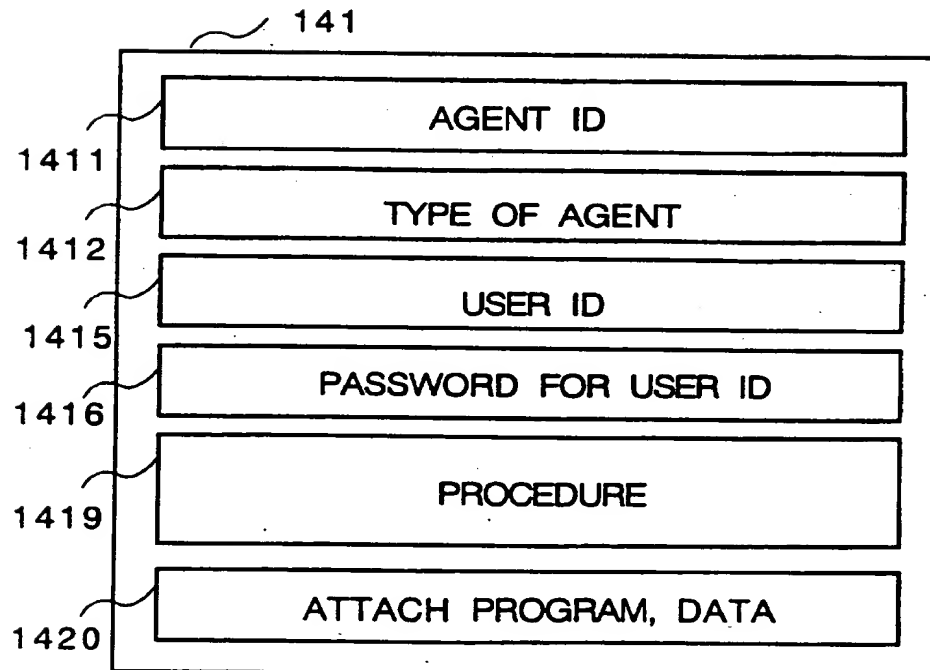 141
AGENT ID
1411
TYPE OF AGENT
1412
USER ID
1415
PASSWORD FOR USER ID
1416
PROCEDURE
1419
ATTACH PROGRAM, DATA
1420